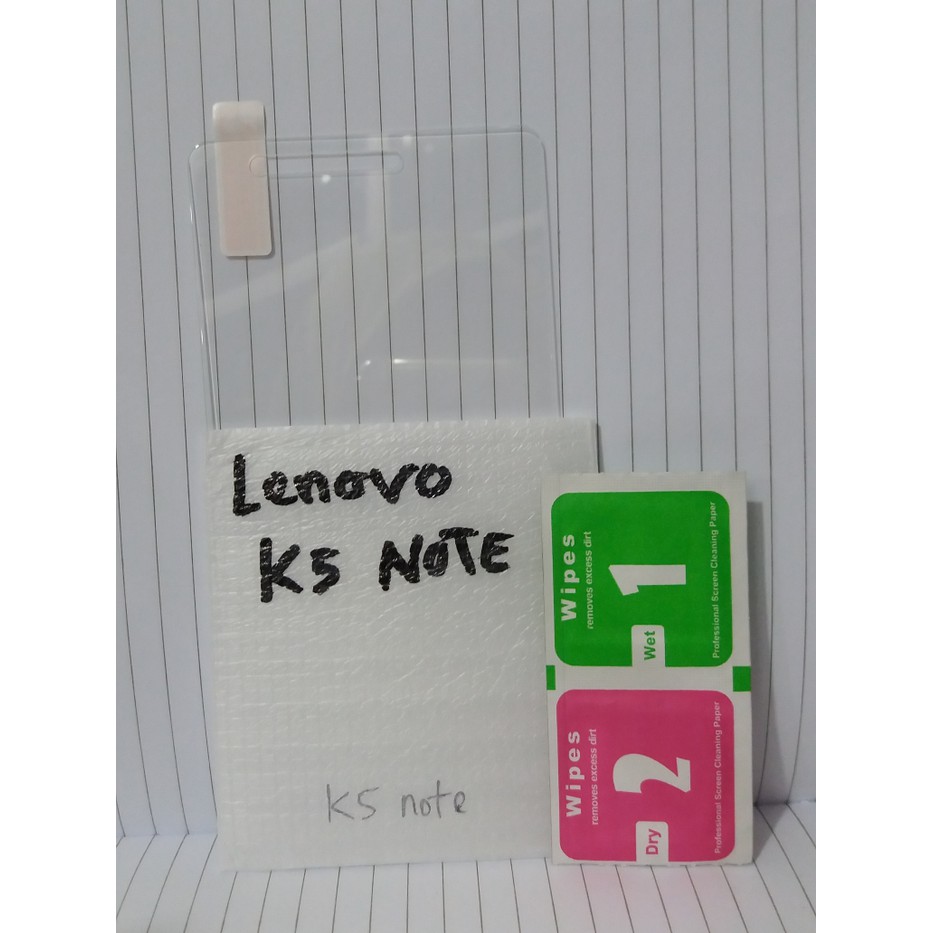 Lenovo
K5 NOTE
K5 note
Wipes
removes excess dirt
1
Wet
Professional Screen Cleaning Paper
Wipes
removes excess dirt
2
Dry
Professional Screen Cleaning Paper